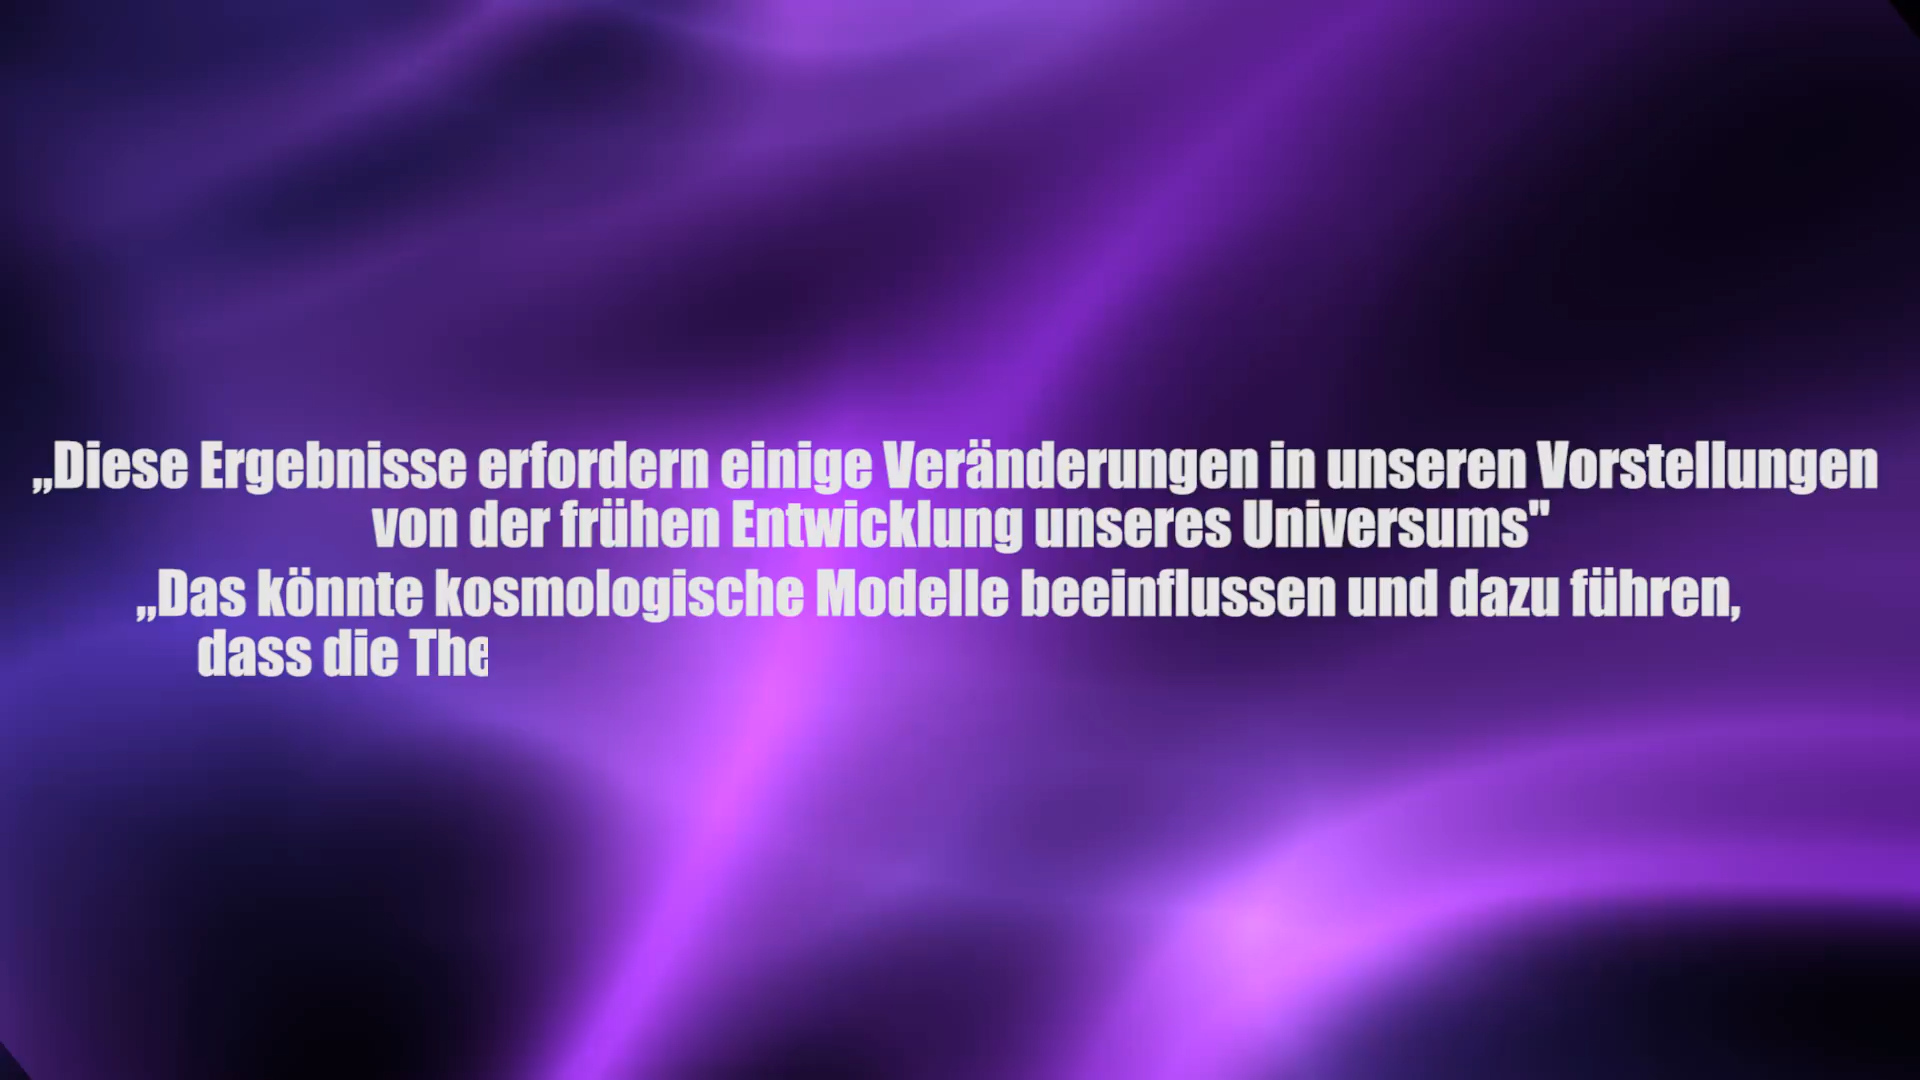 „Diese Ergebnisse erfordern einige Veränderungen in unseren Vorstellungen
von der frühen Entwicklung unseres Universums"
„Das könnte kosmologische Modelle beeinflussen und dazu führen,
dass die The